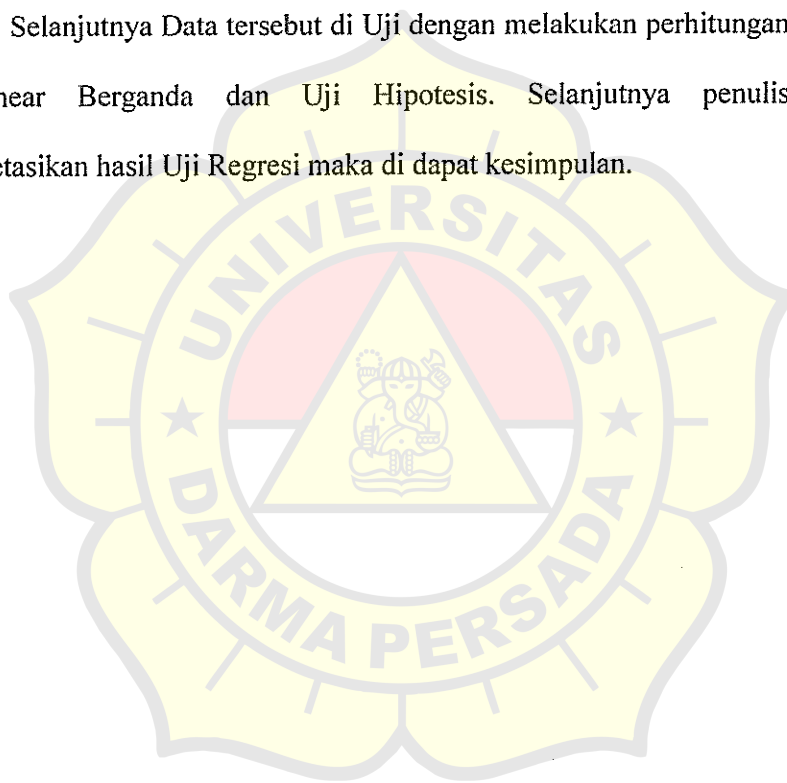 Selanjutnya Data tersebut di Uji dengan melakukan perhitungan
near Berganda dan Uji Hipotesis. Selanjutnya penulis
etasikan hasil Uji Regresi maka di dapat kesimpulan.
UNIVERSITAS
DARMA PERSADA